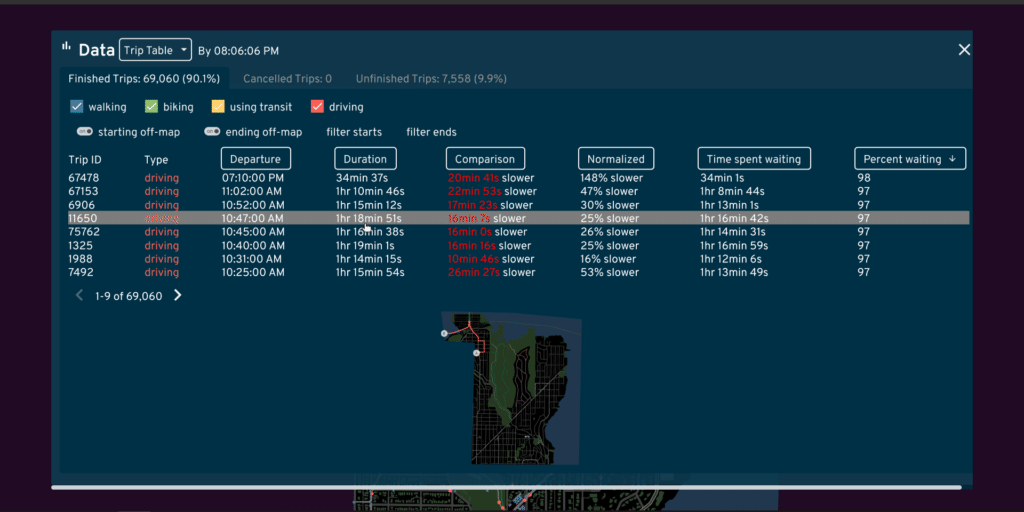 Data Trip Table By 08:06:06 PM
Finished Trips: 69,060 (90.1%) Cancelled Trips: 0 Unfinished Trips: 7,558 (9.9%)
walking biking using transit driving
starting off-map ending off-map filter starts filter ends
Trip ID Type Departure Duration Comparison Normalized Time spent waiting Percent waiting ↓
67478 driving 07:10:00 PM 34min 37s 20min 41s slower 148% slower 34min 1s 98
67153 driving 11:02:00 AM 1hr 10min 46s 22min 53s slower 47% slower 1hr 8min 44s 97
6906 driving 10:52:00 AM 1hr 15min 12s 17min 23s slower 30% slower 1hr 13min 1s 97
11650 driving 10:47:00 AM 1hr 18min 51s 16min 7s slower 25% slower 1hr 16min 42s 97
75762 driving 10:45:00 AM 1hr 16min 38s 16min 0s slower 26% slower 1hr 14min 31s 97
1325 driving 10:40:00 AM 1hr 19min 1s 16min 16s slower 25% slower 1hr 16min 59s 97
1988 driving 10:31:00 AM 1hr 14min 15s 10min 46s slower 16% slower 1hr 12min 6s 97
7492 driving 10:25:00 AM 1hr 15min 54s 26min 27s slower 53% slower 1hr 13min 49s 97
1-9 of 69,060